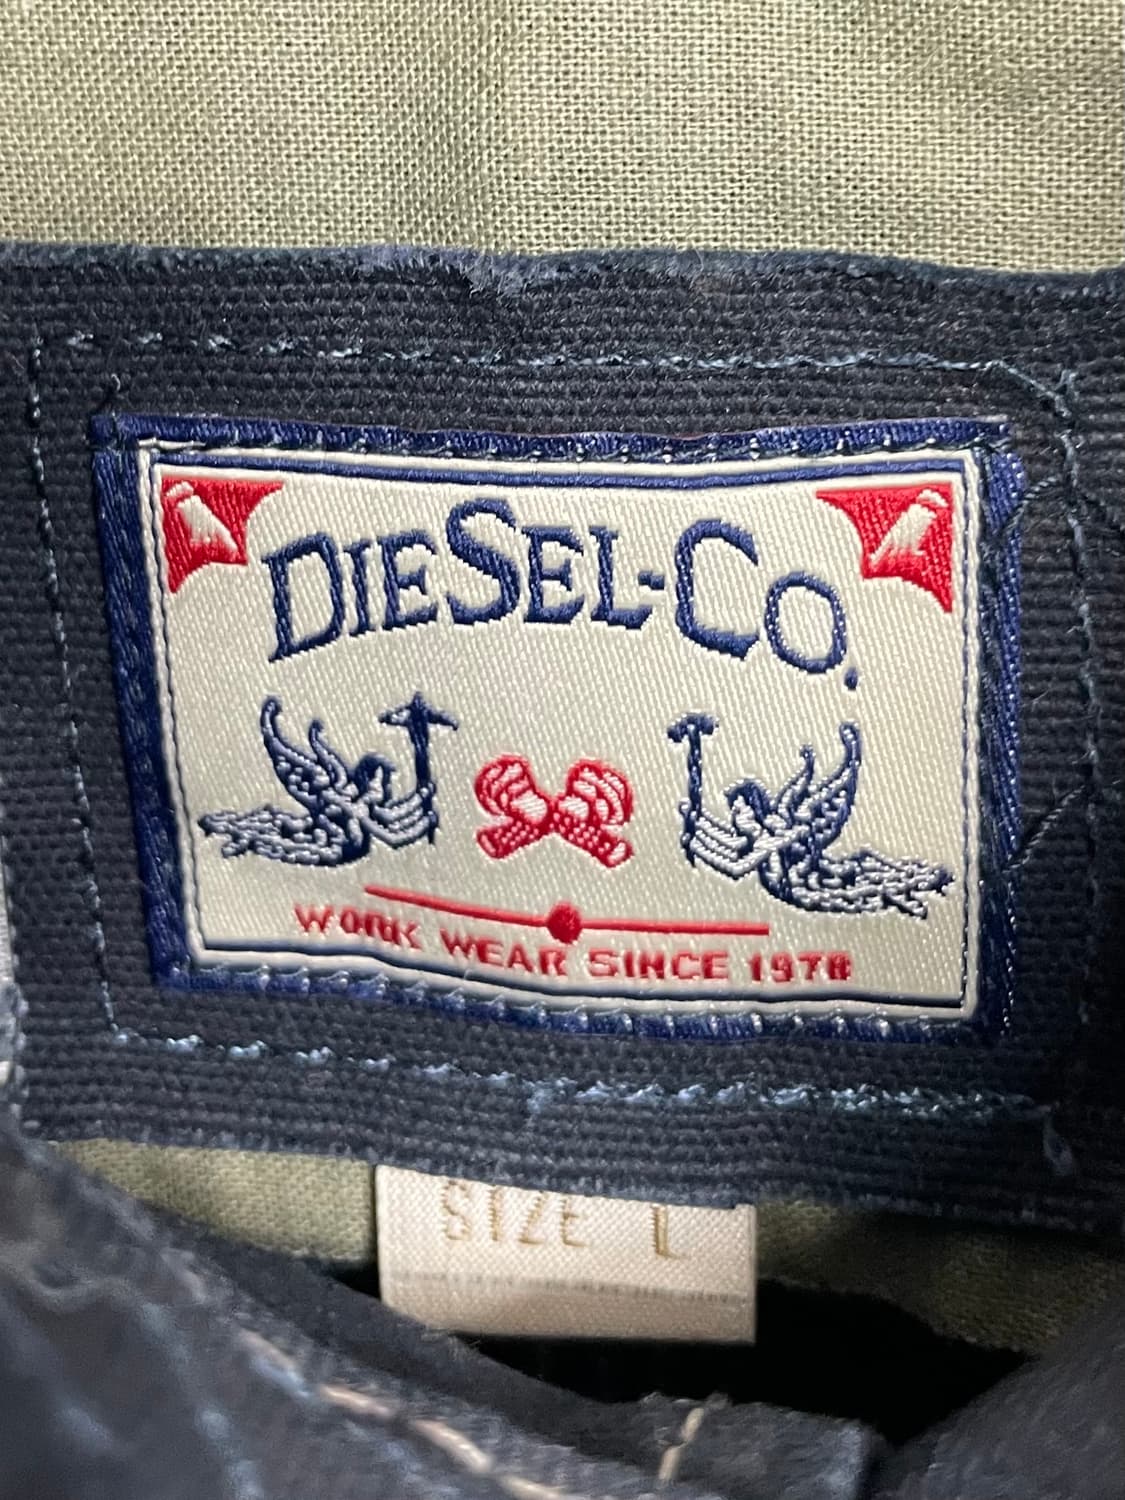 DIESEL-CO.
WORK WEAR SINCE 1978
SIZE L